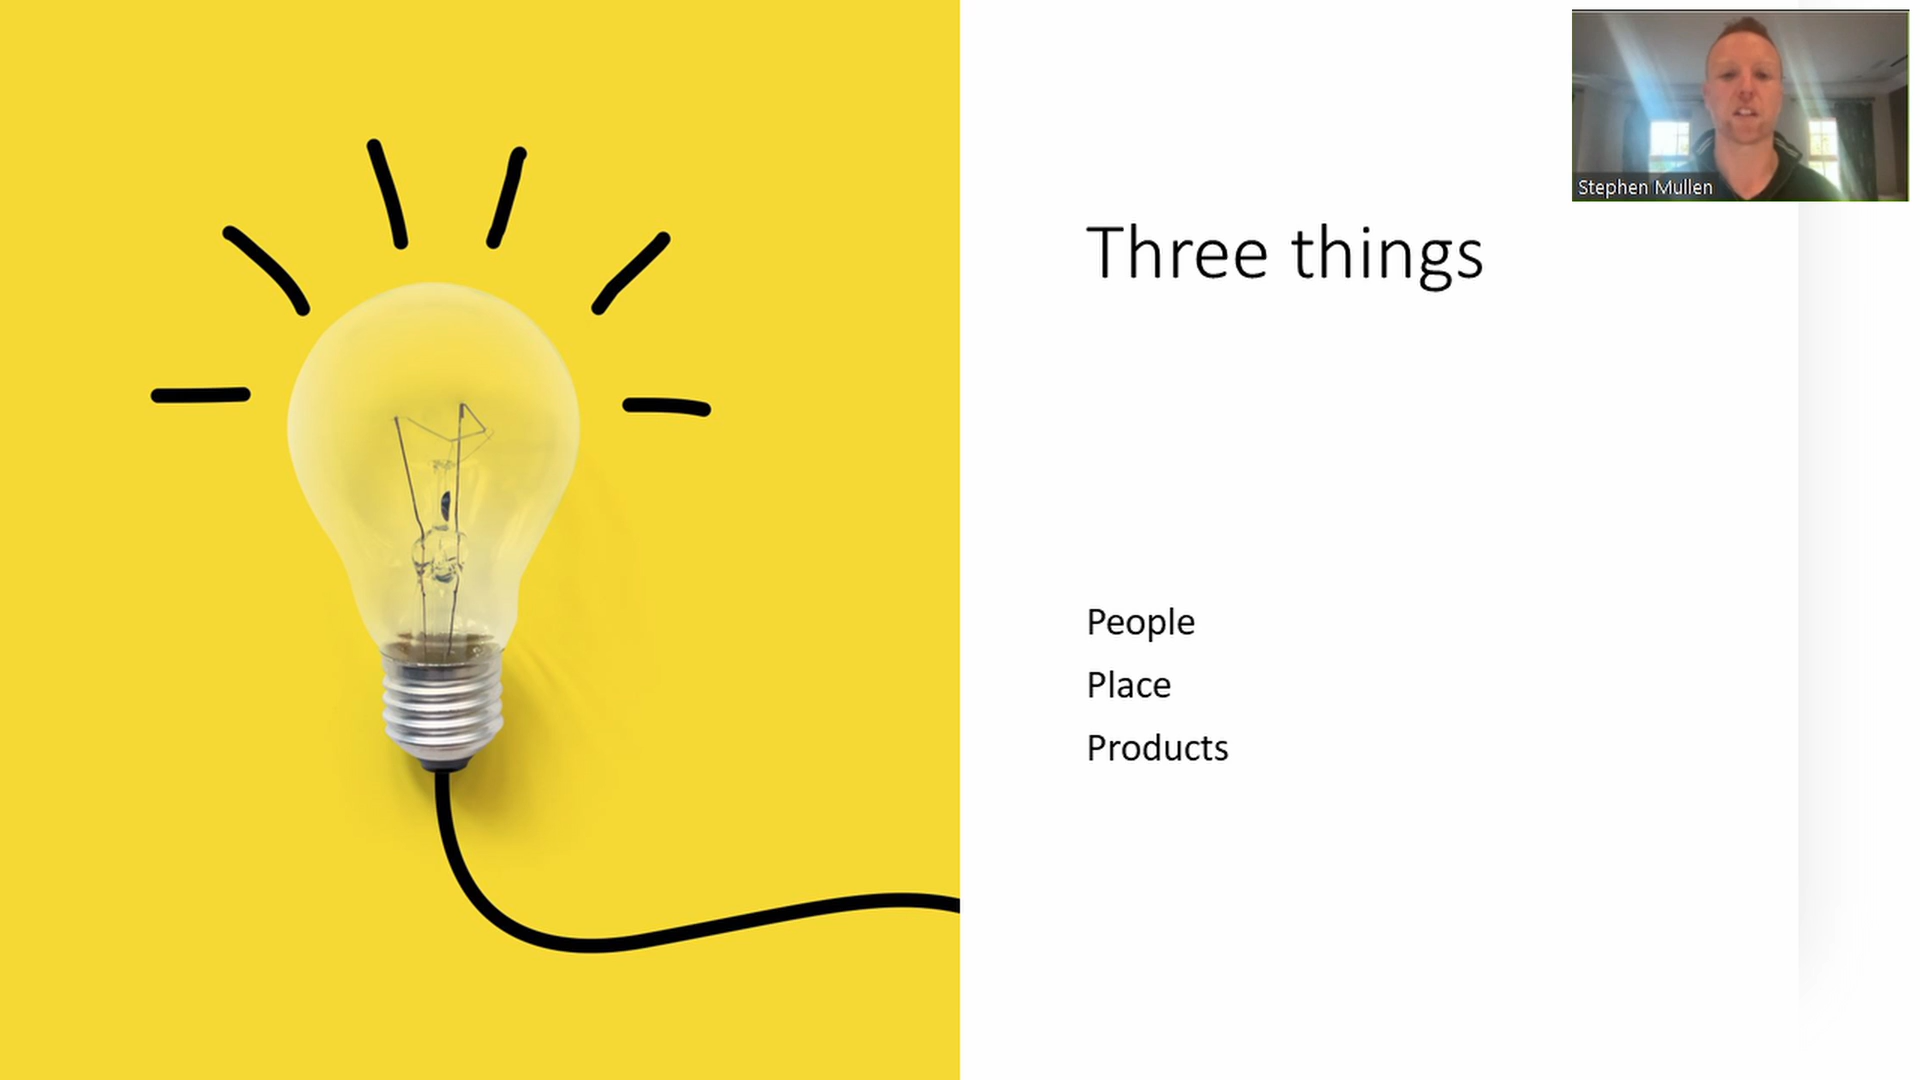 Stephen Mullen
Three things
People
Place
Products